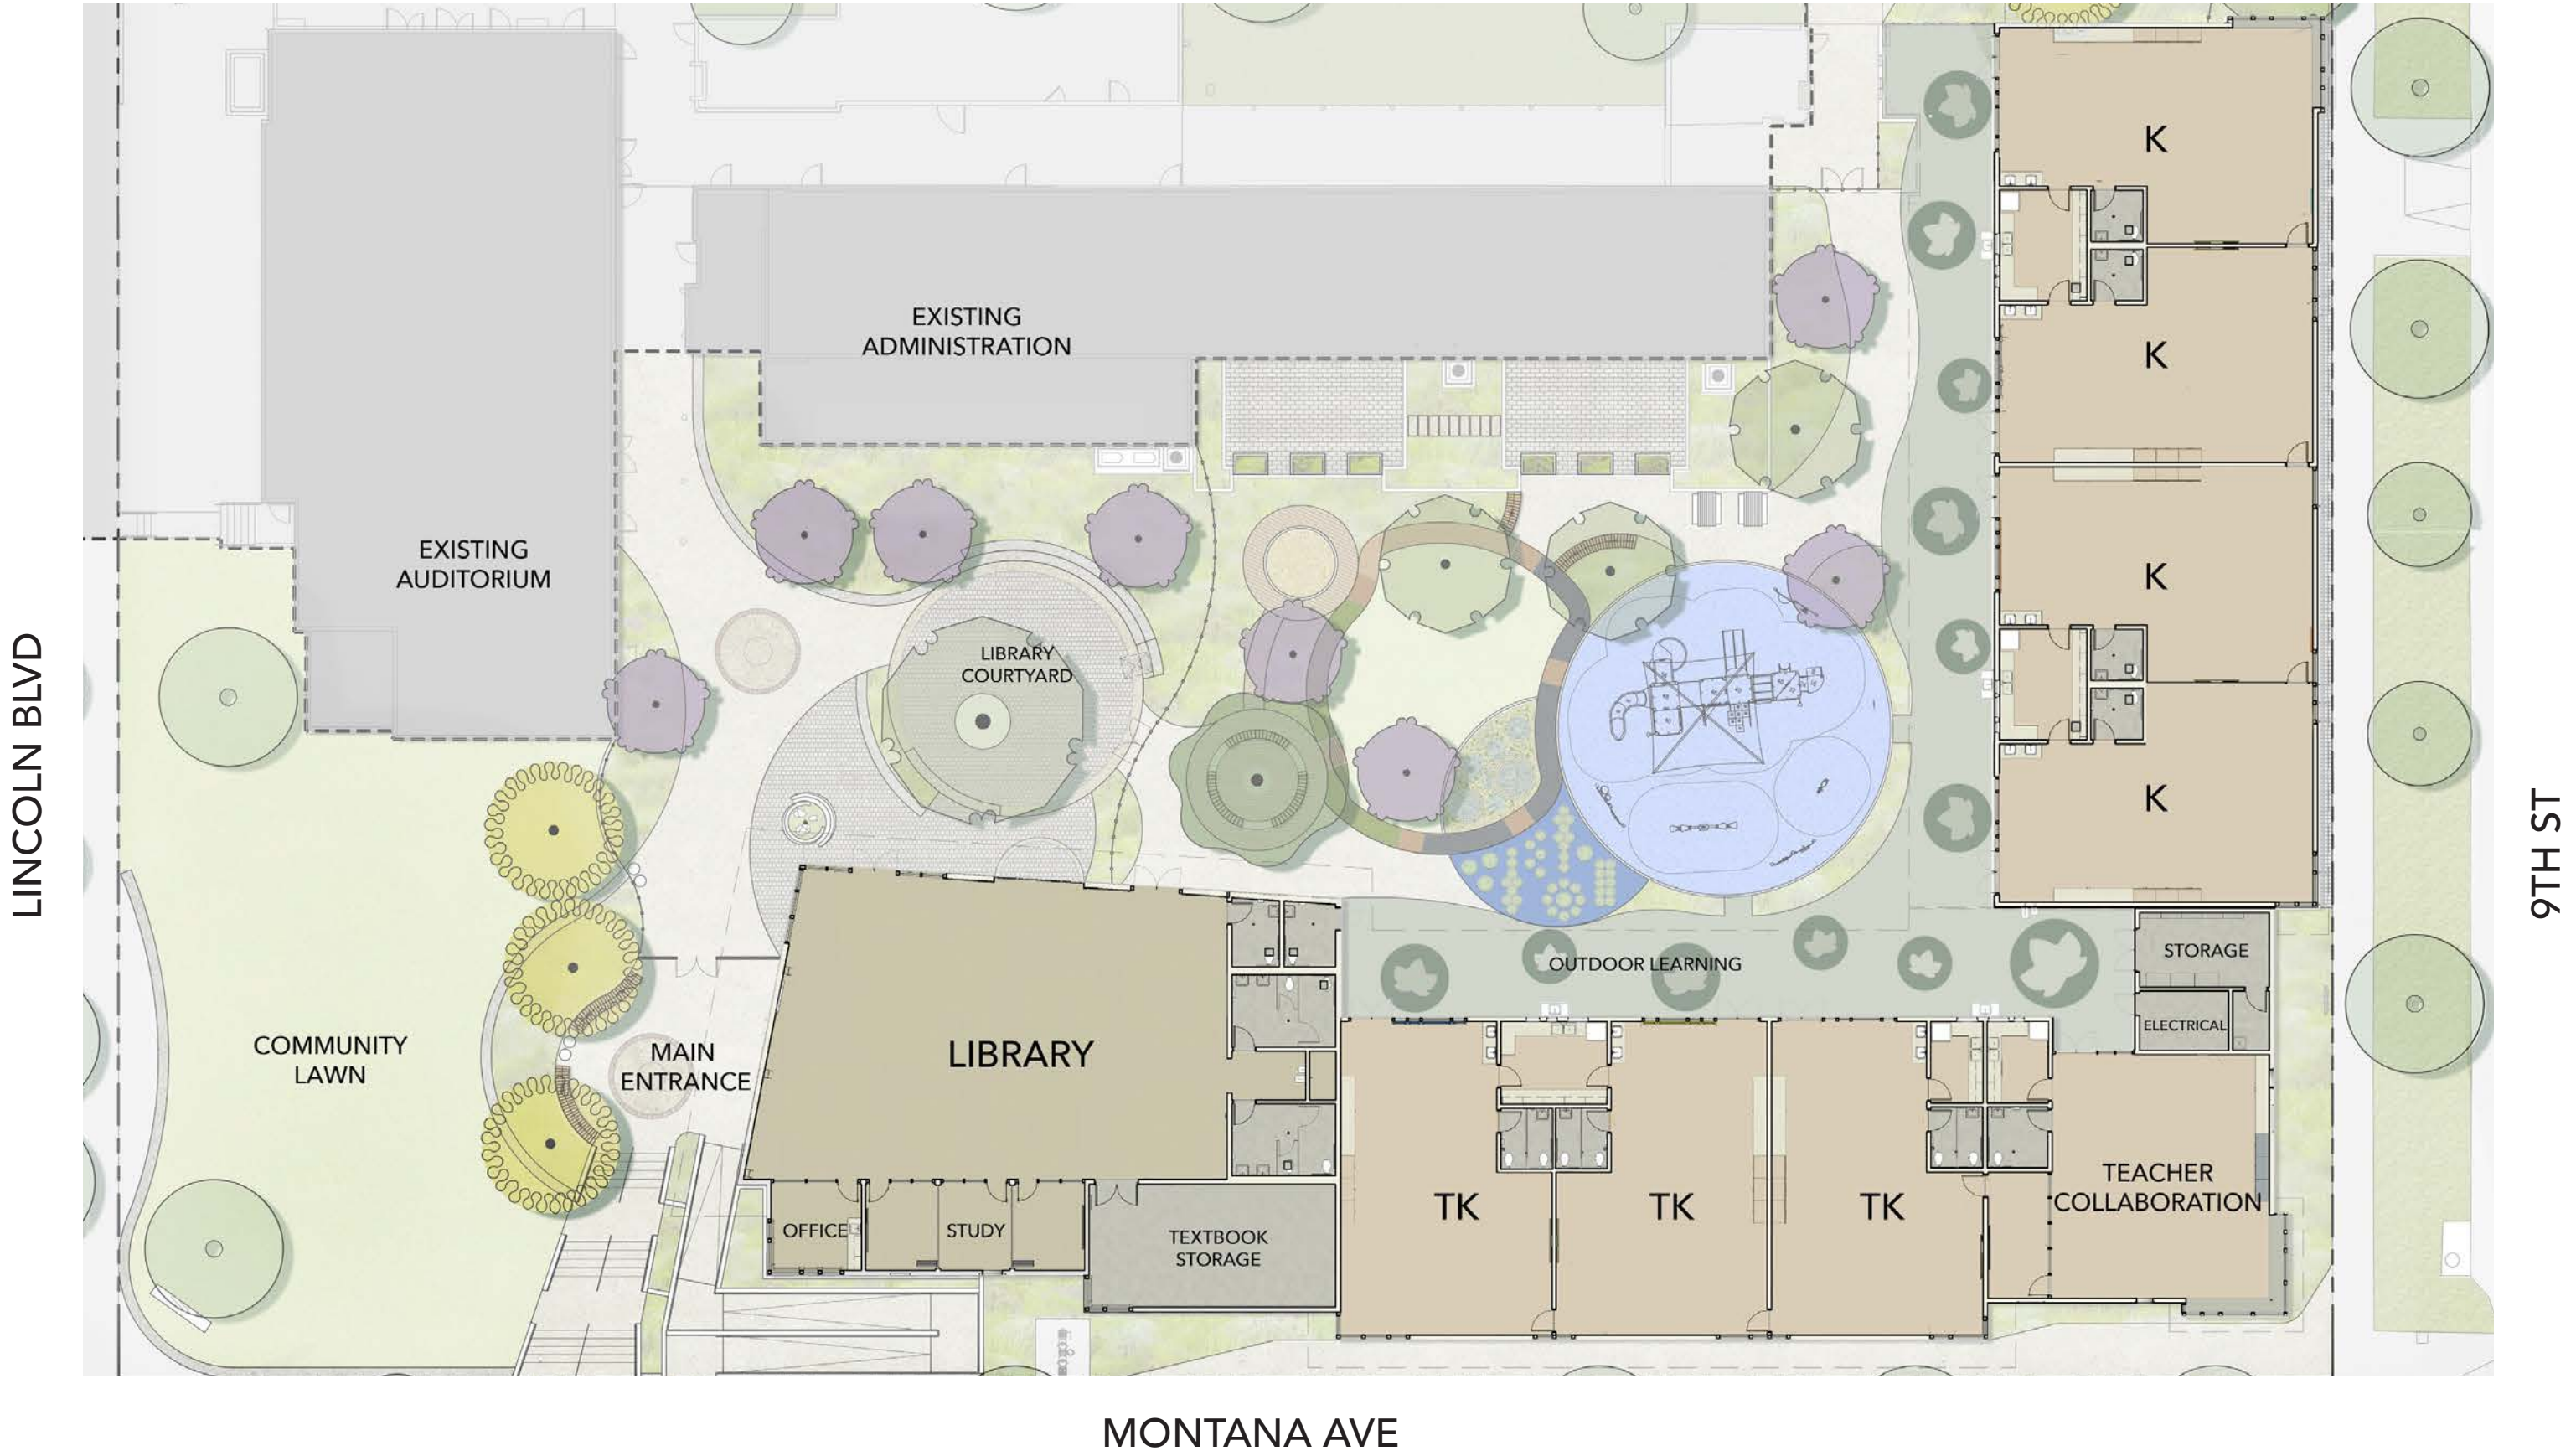 K
K
EXISTING
ADMINISTRATION
EXISTING
AUDITORIUM
K
LIBRARY
COURTYARD
K
LINCOLN BLVD
9TH ST
STORAGE
OUTDOOR LEARNING
ELECTRICAL
COMMUNITY
LAWN
MAIN
ENTRANCE
LIBRARY
TEACHER
COLLABORATION
TK
TK
TK
OFFICE
STUDY
TEXTBOOK
STORAGE
MONTANA AVE